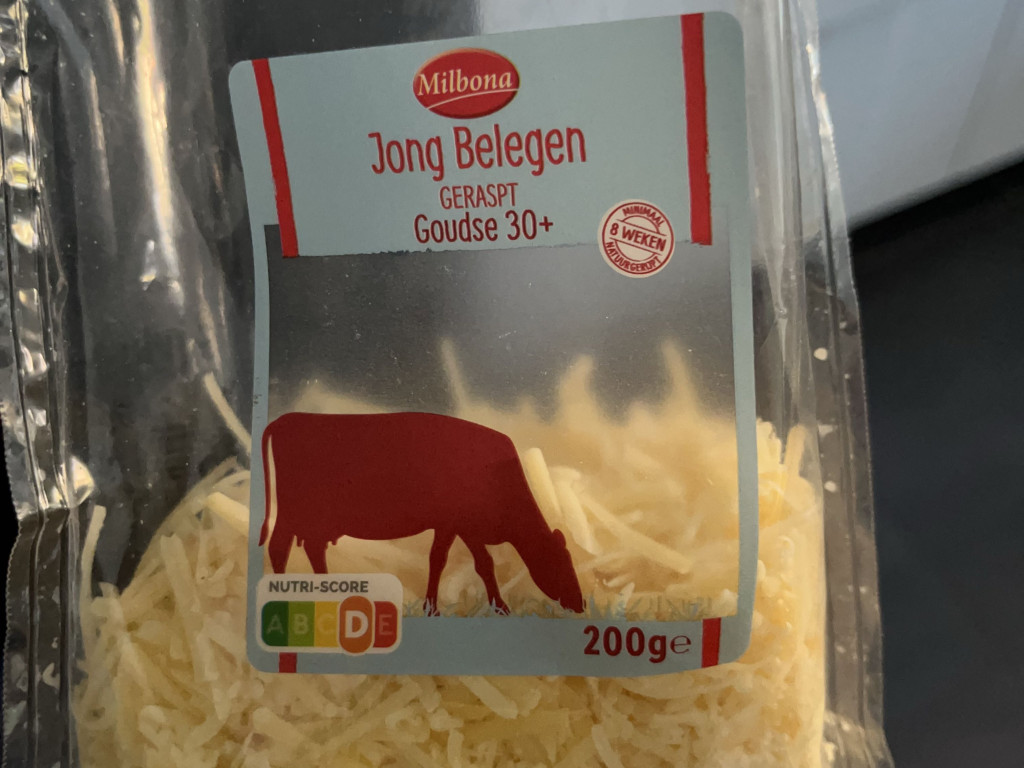 Milbona
Jong Belegen
GERASPT
Goudse 30+
MINIMAAL
8 WEKEN
NATUURGERIJPT
NUTRI-SCORE
A B C D E
200g e